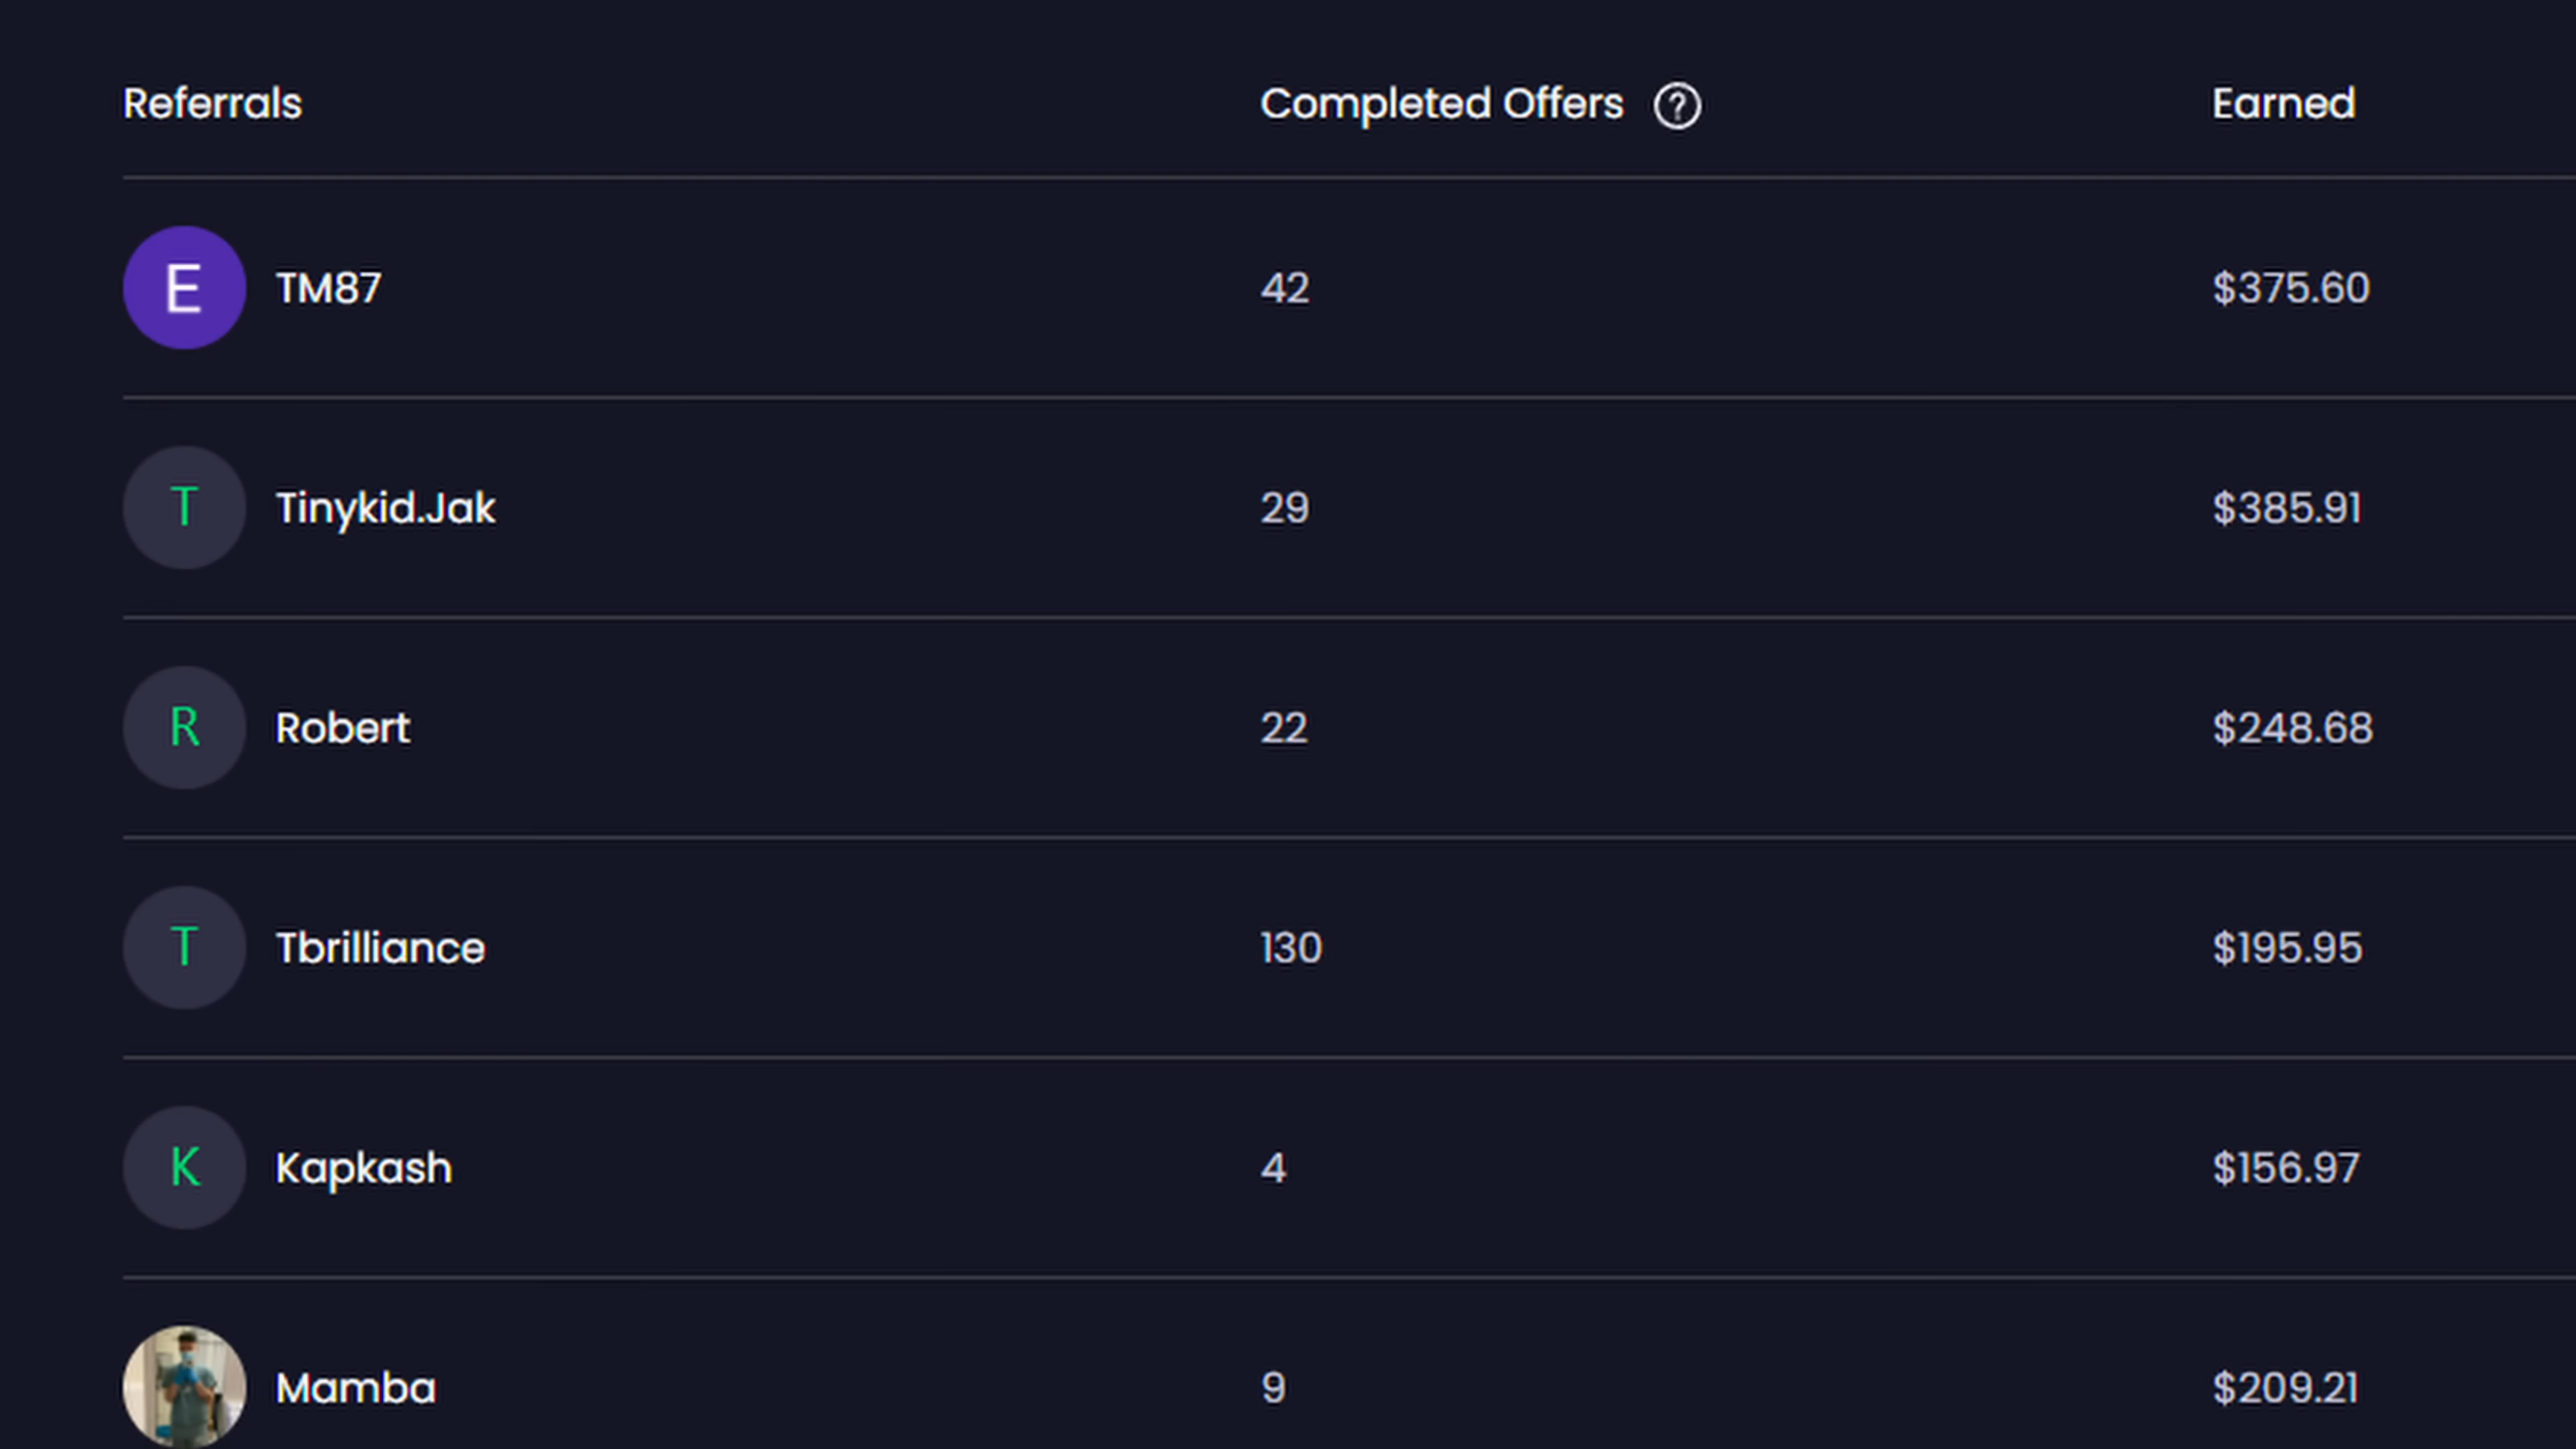 Referrals Completed Offers ? Earned
E TM87 42 $375.60
T Tinykid.Jak 29 $385.91
R Robert 22 $248.68
T Tbrilliance 130 $195.95
K Kapkash 4 $156.97
Mamba 9 $209.21